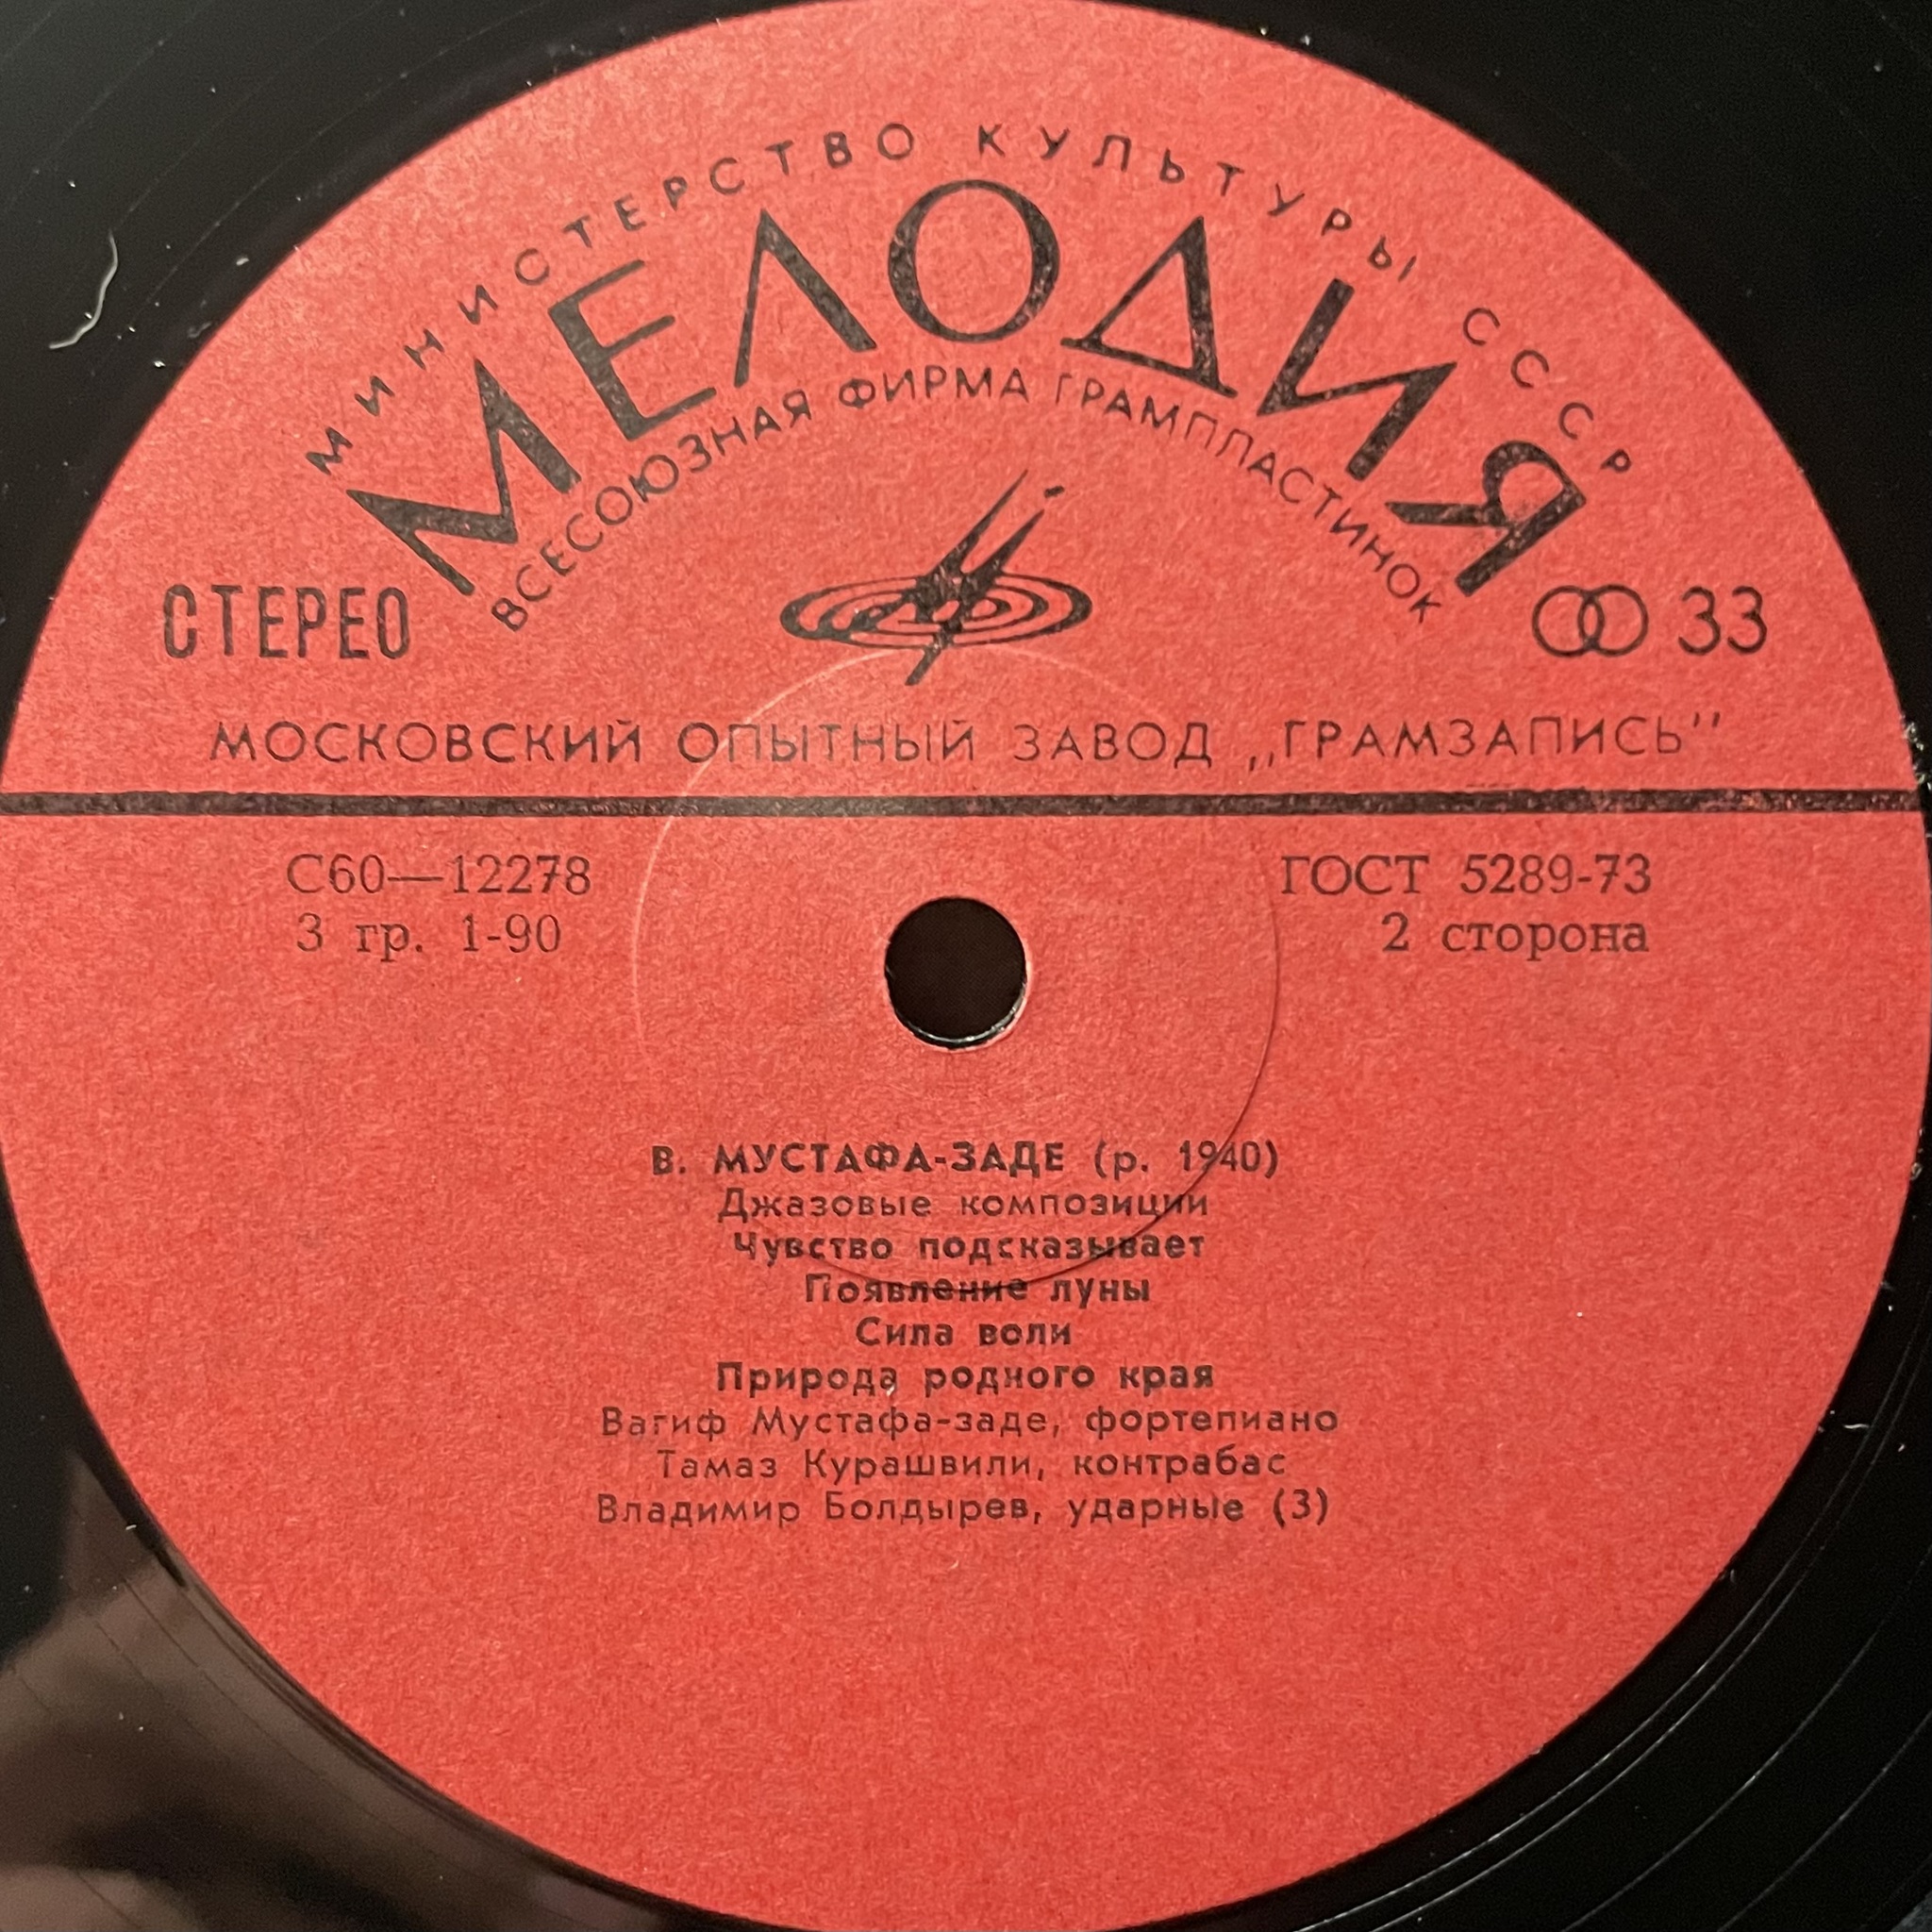 МИНИСТЕРСТВО КУЛЬТУРЫ СССР
МЕЛОДИЯ
ВСЕСОЮЗНАЯ ФИРМА ГРАМПЛАСТИНОК
СТЕРЕО
33
МОСКОВСКИЙ ОПЫТНЫЙ ЗАВОД „ГРАМЗАПИСЬ”
С60—12278
ГОСТ 5289-73
3 гр. 1-90
2 сторона
В. МУСТАФА-ЗАДЕ (р. 1940)
Джазовые композиции
Чувство подсказывает
Появление луны
Сила воли
Природа родного края
Вагиф Мустафа-заде, фортепиано
Тамаз Курашвили, контрабас
Владимир Болдырев, ударные (3)